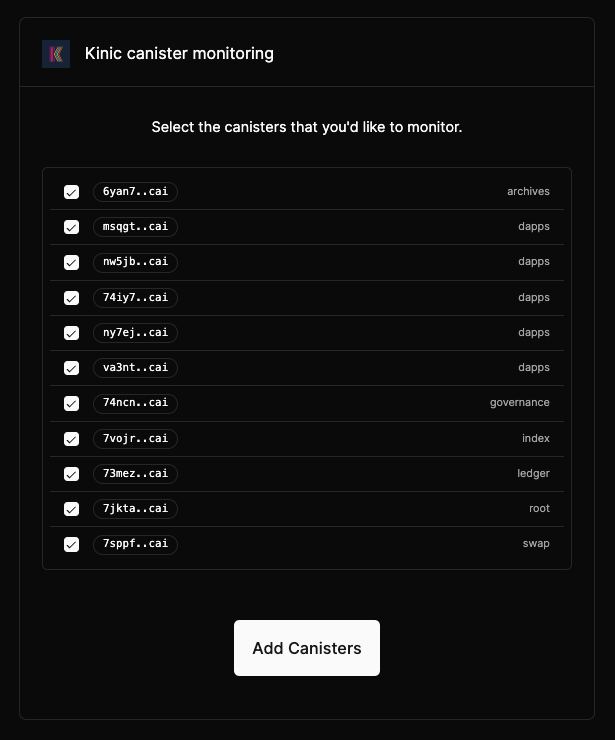 Kinic canister monitoring
Select the canisters that you'd like to monitor.
6yan7..cai archives
msqgt..cai dapps
nw5jb..cai dapps
74iy7..cai dapps
ny7ej..cai dapps
va3nt..cai dapps
74ncn..cai governance
7vojr..cai index
73mez..cai ledger
7jkta..cai root
7sppf..cai swap
Add Canisters